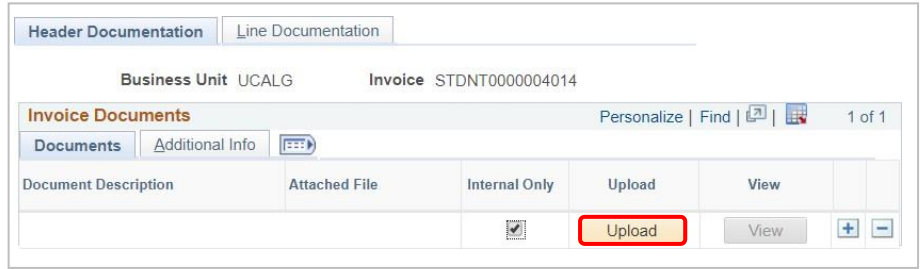 Header Documentation Line Documentation
Business Unit UCALG Invoice STDNT0000004014
Invoice Documents Personalize | Find | | 1 of 1
Documents Additional Info
Document Description Attached File Internal Only Upload View
Upload View + −